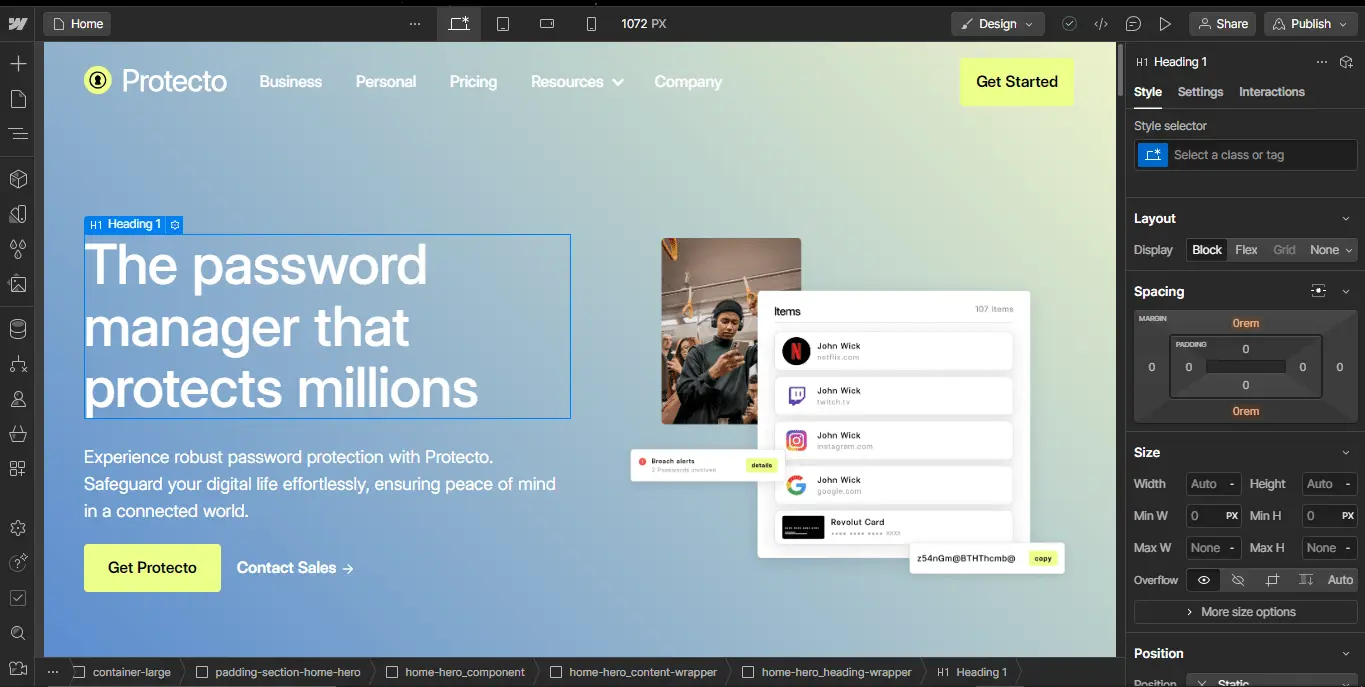 Home
1072 PX
Design
Share
Publish
Protecto
Business
Personal
Pricing
Resources
Company
Get Started
H1 Heading 1
The password
manager that
protects millions
Experience robust password protection with Protecto.
Safeguard your digital life effortlessly, ensuring peace of mind
in a connected world.
Get Protecto
Contact Sales →
Items
107 Items
John Wick
netflix.com
John Wick
twitch.tv
John Wick
instagram.com
John Wick
google.com
Revolut Card
•••• •••• •••• XXXX
Breach alerts
2 Passwords involved
details
z54nGm@BTHThcmb@
copy
H1 Heading 1
Style
Settings
Interactions
Style selector
Select a class or tag
Layout
Display
Block
Flex
Grid
None
Spacing
MARGIN
0rem
PADDING
0
0
0
0
0
0
0rem
Size
Width
Auto -
Height
Auto -
Min W
0 PX
Min H
0 PX
Max W
None -
Max H
None -
Overflow
Auto
More size options
Position
Position
Static
container-large
padding-section-home-hero
home-hero_component
home-hero_content-wrapper
home-hero_heading-wrapper
H1 Heading 1